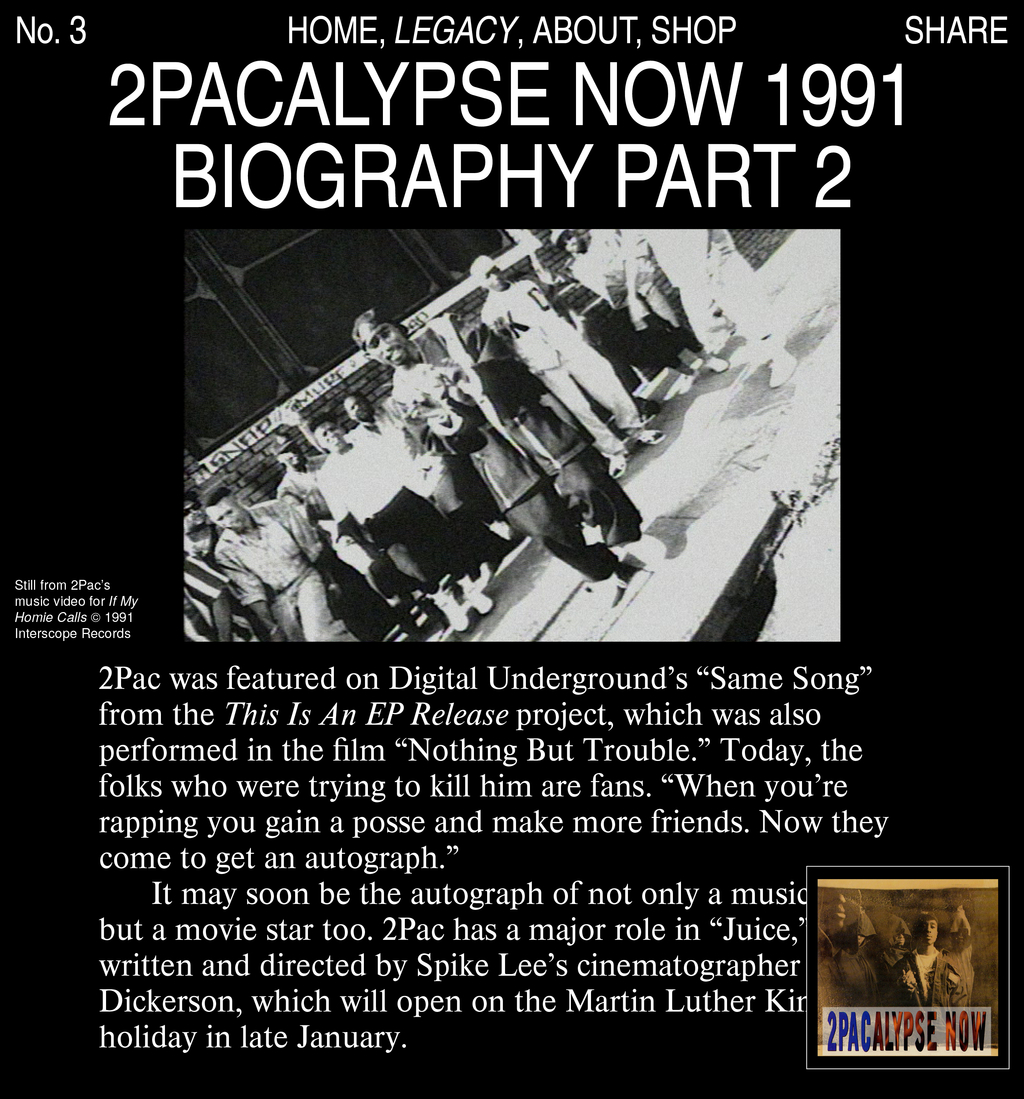 No. 3
HOME, LEGACY, ABOUT, SHOP
SHARE
2PACALYPSE NOW 1991
BIOGRAPHY PART 2
Still from 2Pac's
music video for If My
Homie Calls © 1991
Interscope Records
2Pac was featured on Digital Underground’s “Same Song”
from the This Is An EP Release project, which was also
performed in the film “Nothing But Trouble.” Today, the
folks who were trying to kill him are fans. “When you’re
rapping you gain a posse and make more friends. Now they
come to get an autograph.”
It may soon be the autograph of not only a music
but a movie star too. 2Pac has a major role in “Juice,”
written and directed by Spike Lee’s cinematographer
Dickerson, which will open on the Martin Luther
holiday in late January.
2PACALYPSE NOW